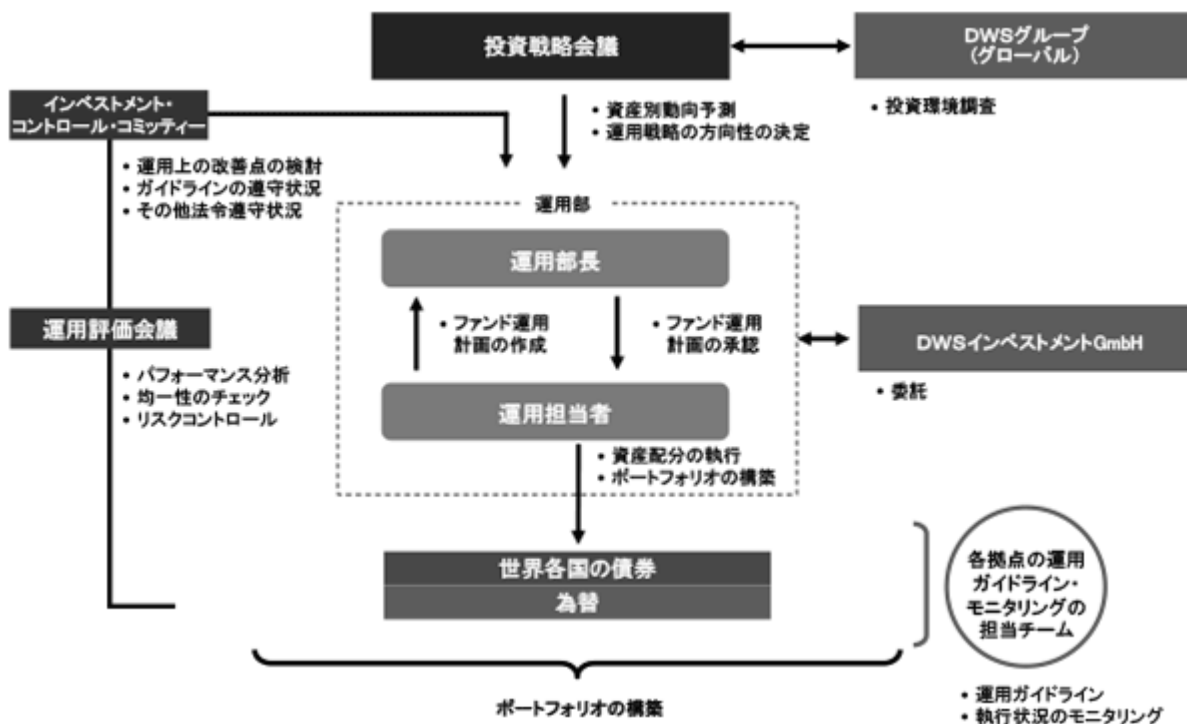 投資戦略会議
DWSグループ
(グローバル)
• 投資環境調査
インベストメント・
コントロール・コミッティー
• 資産別動向予測
• 運用戦略の方向性の決定
• 運用上の改善点の検討
• ガイドラインの遵守状況
• その他法令遵守状況
運用部
運用部長
• ファンド運用
計画の作成
• ファンド運用
計画の承認
運用評価会議
DWSインベストメントGmbH
• パフォーマンス分析
• 均一性のチェック
• リスクコントロール
• 委託
運用担当者
• 資産配分の執行
• ポートフォリオの構築
世界各国の債券
為替
各拠点の運用
ガイドライン・
モニタリングの
担当チーム
• 運用ガイドライン
• 執行状況のモニタリング
ポートフォリオの構築